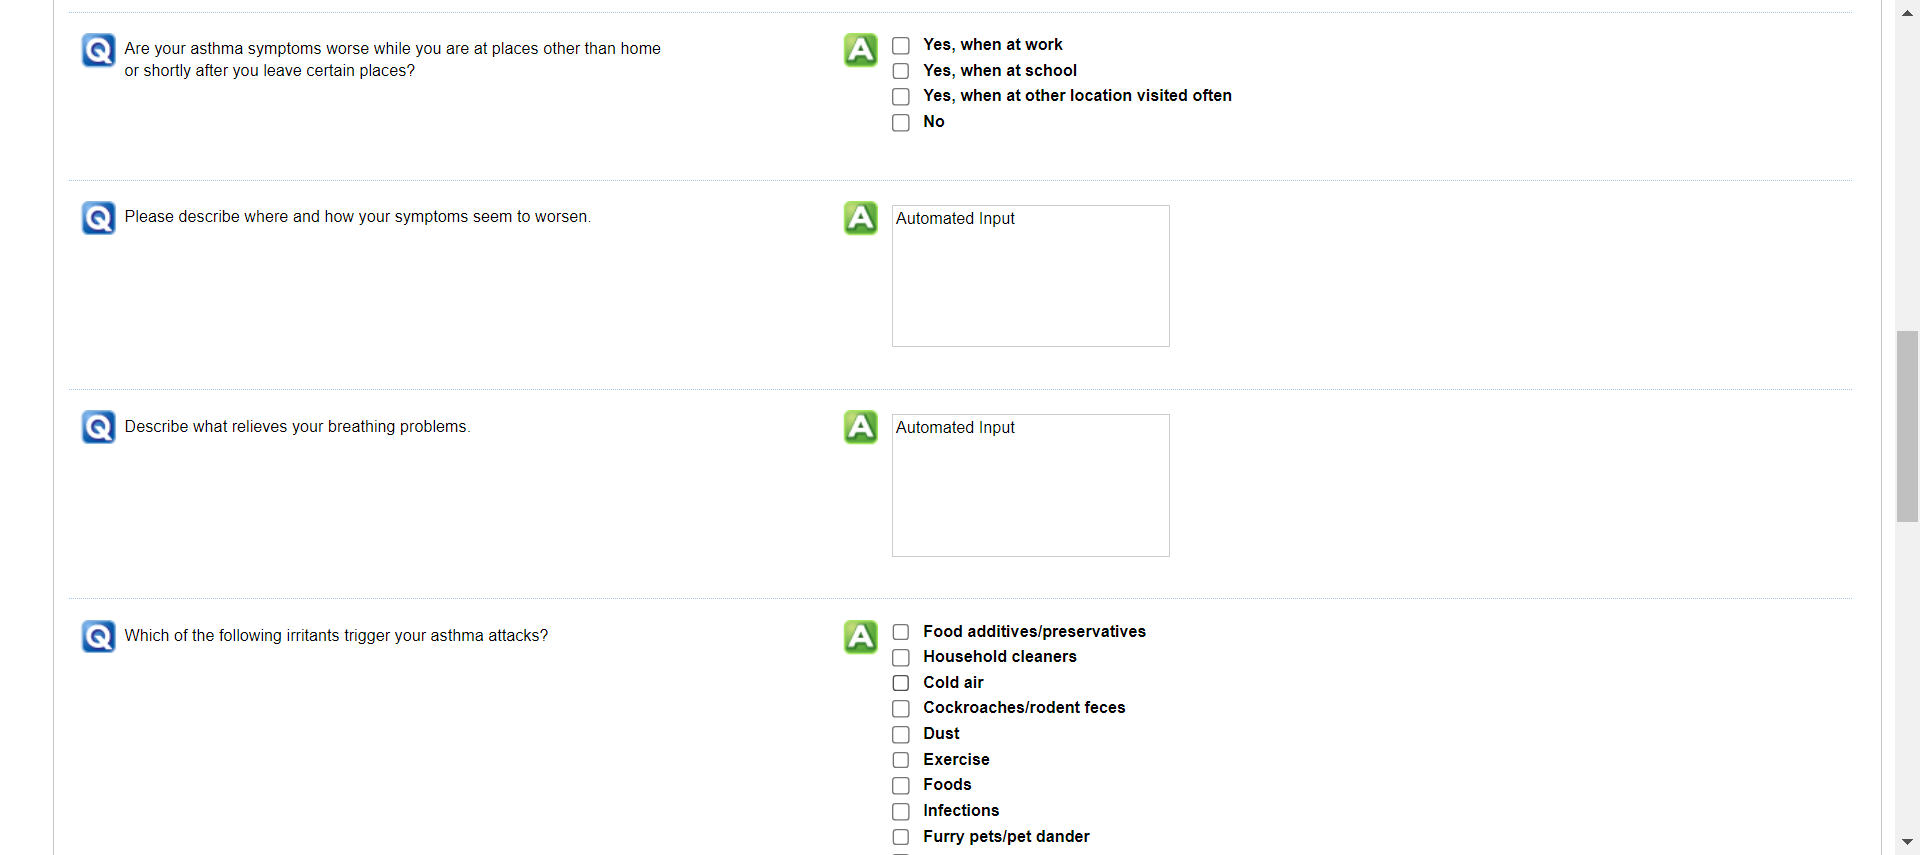 Q Are your asthma symptoms worse while you are at places other than home
or shortly after you leave certain places?
A Yes, when at work
Yes, when at school
Yes, when at other location visited often
No
Q Please describe where and how your symptoms seem to worsen.
A Automated Input
Q Describe what relieves your breathing problems.
A Automated Input
Q Which of the following irritants trigger your asthma attacks?
A Food additives/preservatives
Household cleaners
Cold air
Cockroaches/rodent feces
Dust
Exercise
Foods
Infections
Furry pets/pet dander